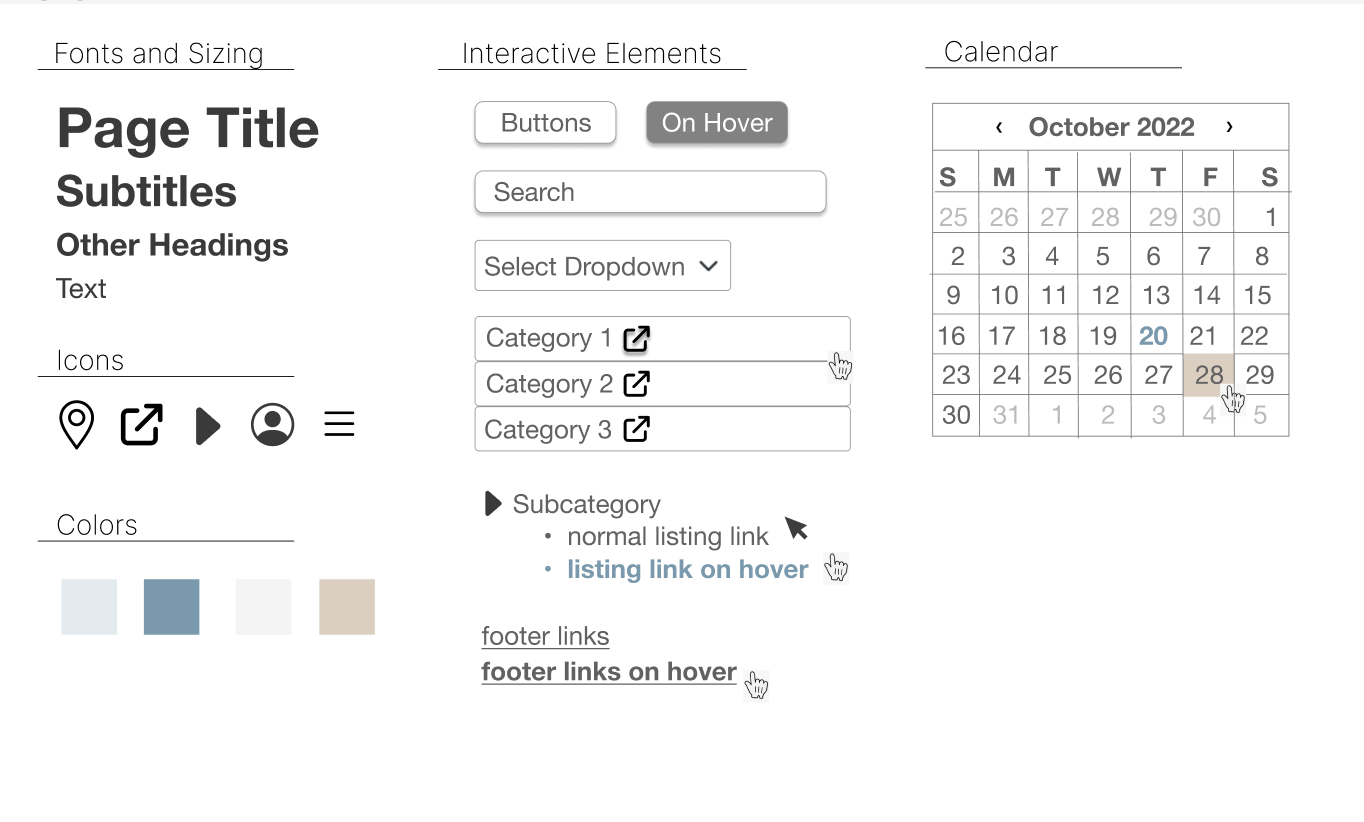 Fonts and Sizing
Page Title
Subtitles
Other Headings
Text
Icons
Colors
Interactive Elements
Buttons On Hover
Search
Select Dropdown
Category 1
Category 2
Category 3
Subcategory
• normal listing link
• listing link on hover
footer links
footer links on hover
Calendar
‹ October 2022 ›
S M T W T F S
25 26 27 28 29 30 1
2 3 4 5 6 7 8
9 10 11 12 13 14 15
16 17 18 19 20 21 22
23 24 25 26 27 28 29
30 31 1 2 3 4 5